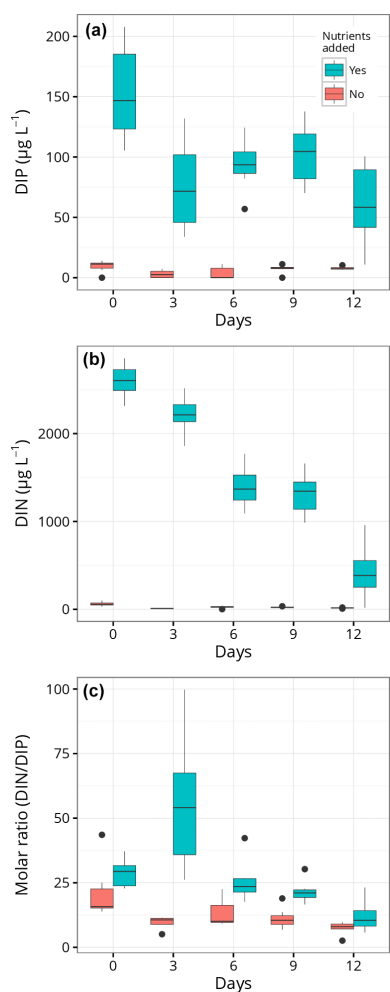 (a)
Nutrients
added
Yes
No
DIP (µg L⁻¹)
200
150
100
50
0
0 3 6 9 12
Days
(b)
DIN (µg L⁻¹)
2000
1000
0
0 3 6 9 12
Days
(c)
Molar ratio (DIN/DIP)
100
75
50
25
0
0 3 6 9 12
Days